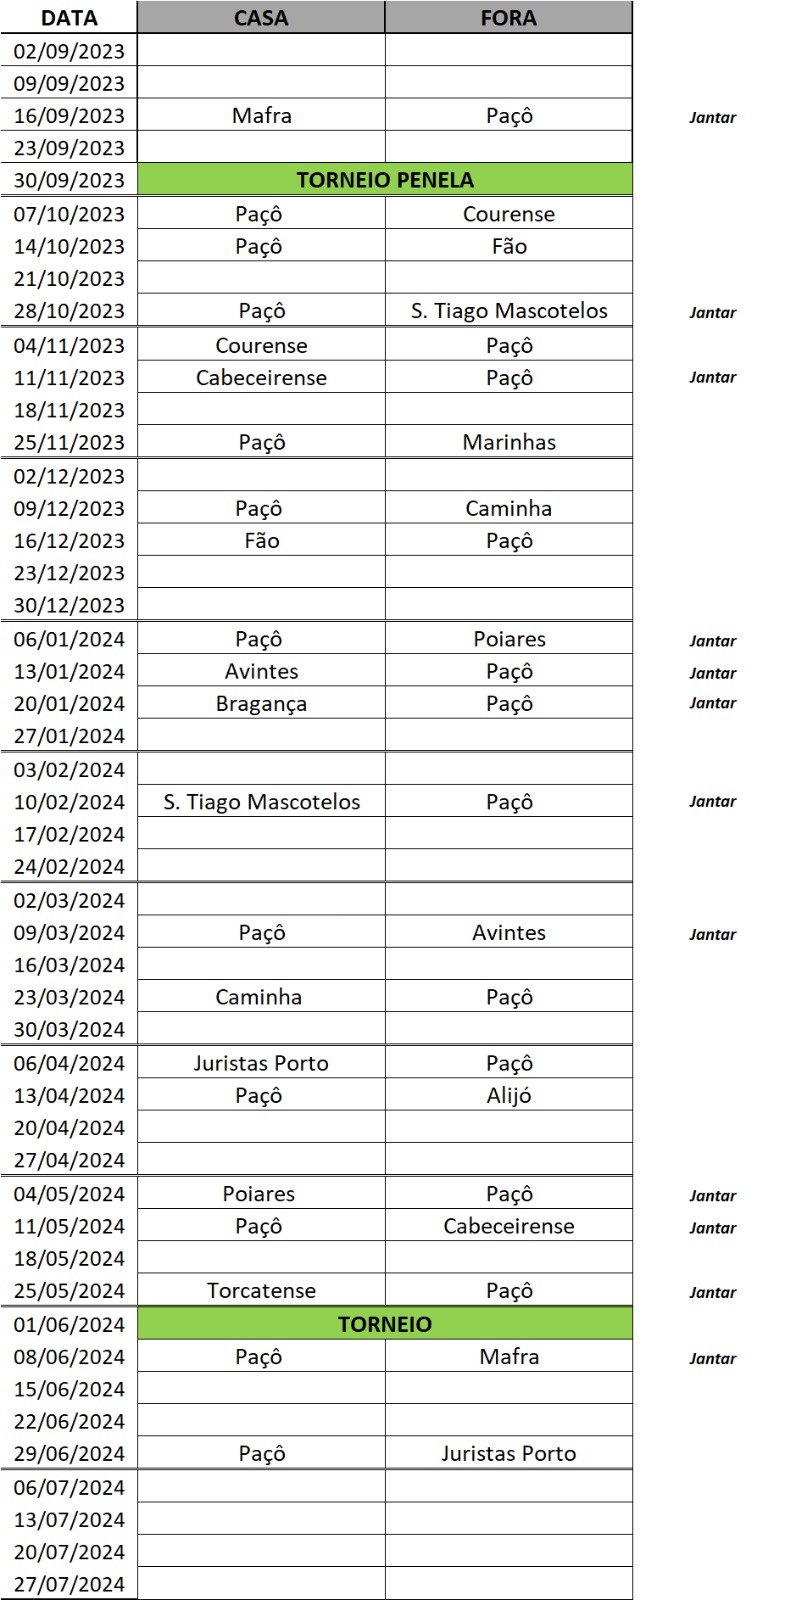 DATA CASA FORA
02/09/2023
09/09/2023
16/09/2023 Mafra Paçô Jantar
23/09/2023
30/09/2023 TORNEIO PENELA
07/10/2023 Paçô Courense
14/10/2023 Paçô Fão
21/10/2023
28/10/2023 Paçô S. Tiago Mascotelos Jantar
04/11/2023 Courense Paçô
11/11/2023 Cabeceirense Paçô Jantar
18/11/2023
25/11/2023 Paçô Marinhas
02/12/2023
09/12/2023 Paçô Caminha
16/12/2023 Fão Paçô
23/12/2023
30/12/2023
06/01/2024 Paçô Poiares Jantar
13/01/2024 Avintes Paçô Jantar
20/01/2024 Bragança Paçô Jantar
27/01/2024
03/02/2024
10/02/2024 S. Tiago Mascotelos Paçô Jantar
17/02/2024
24/02/2024
02/03/2024
09/03/2024 Paçô Avintes Jantar
16/03/2024
23/03/2024 Caminha Paçô
30/03/2024
06/04/2024 Juristas Porto Paçô
13/04/2024 Paçô Alijó
20/04/2024
27/04/2024
04/05/2024 Poiares Paçô Jantar
11/05/2024 Paçô Cabeceirense Jantar
18/05/2024
25/05/2024 Torcatense Paçô Jantar
01/06/2024 TORNEIO
08/06/2024 Paçô Mafra Jantar
15/06/2024
22/06/2024
29/06/2024 Paçô Juristas Porto
06/07/2024
13/07/2024
20/07/2024
27/07/2024